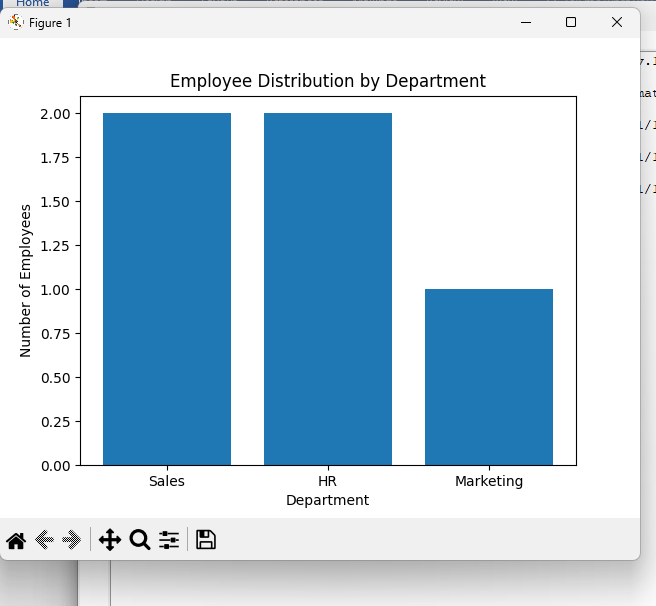 Home
Figure 1
Employee Distribution by Department
2.00
1.75
1.50
1.25
1.00
0.75
0.50
0.25
0.00
Number of Employees
Sales HR Marketing
Department